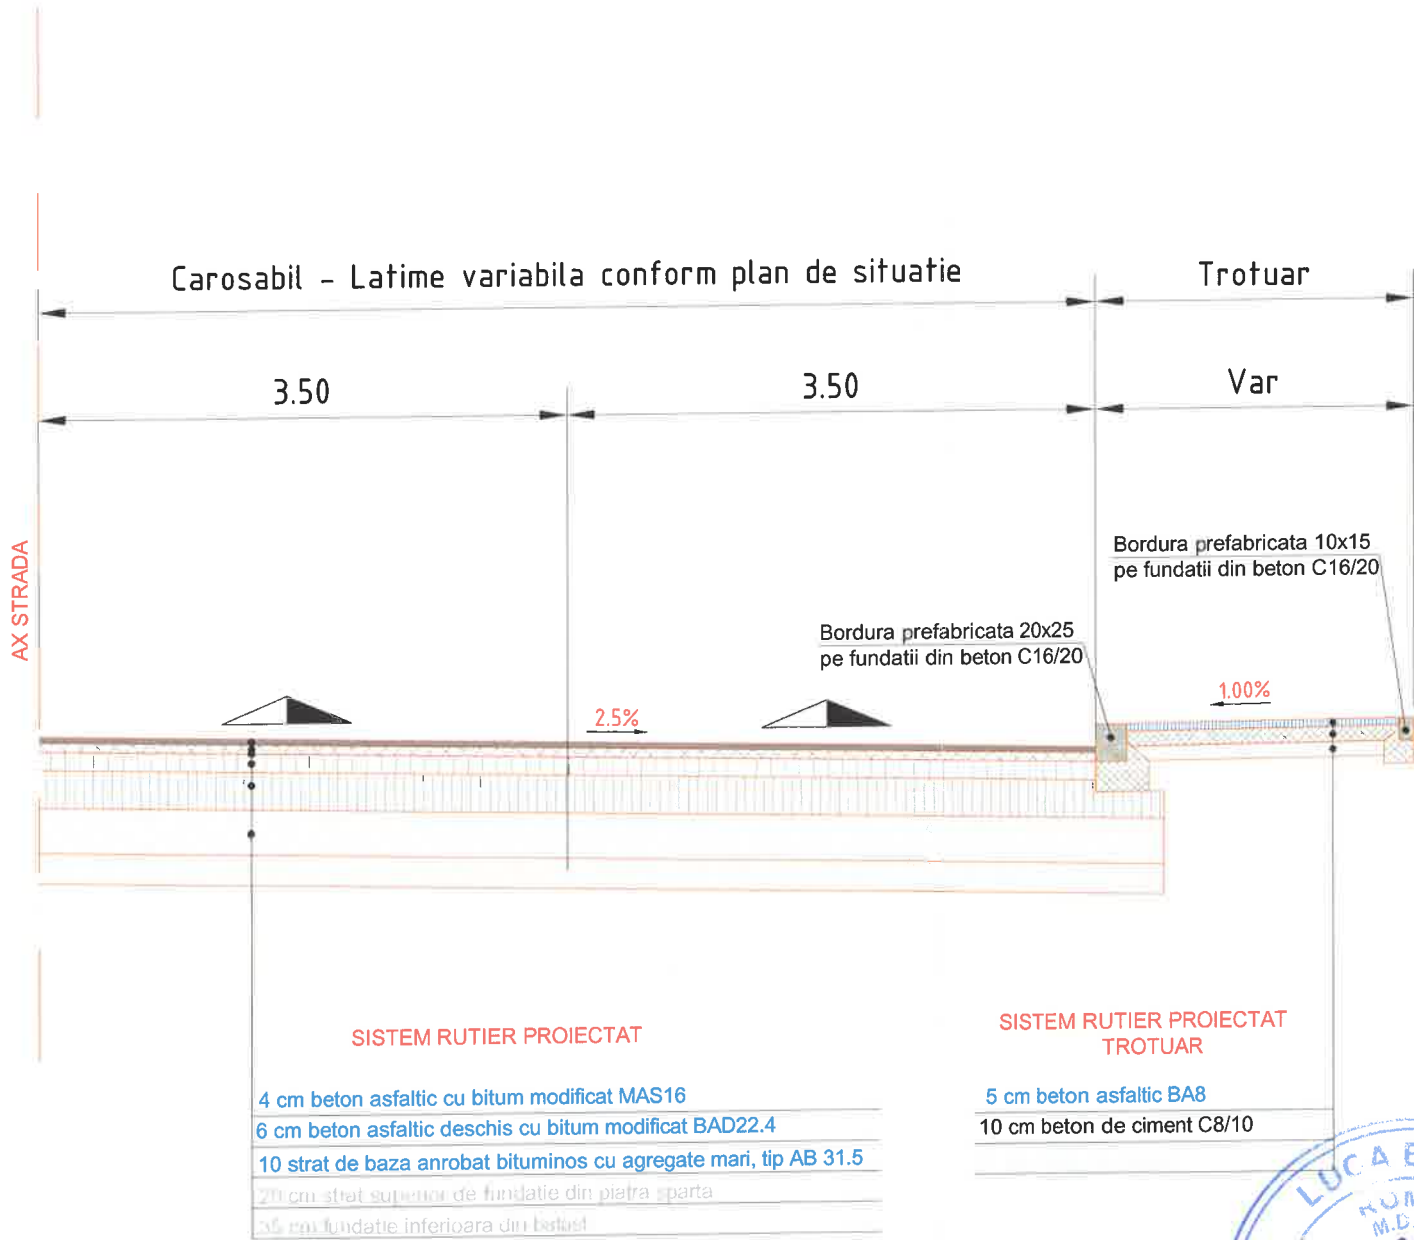 Carosabil - Latime variabila conform plan de situatie
Trotuar
3.50
3.50
Var
AX STRADA
Bordura prefabricata 10x15
pe fundatii din beton C16/20
Bordura prefabricata 20x25
pe fundatii din beton C16/20
2.5%
1.00%
SISTEM RUTIER PROIECTAT
4 cm beton asfaltic cu bitum modificat MAS16
6 cm beton asfaltic deschis cu bitum modificat BAD22.4
10 strat de baza anrobat bituminos cu agregate mari, tip AB 31.5
20 cm strat superior de fundatie din piatra sparta
35 cm fundatie inferioara din balast
SISTEM RUTIER PROIECTAT
TROTUAR
5 cm beton asfaltic BA8
10 cm beton de ciment C8/10
LUCA